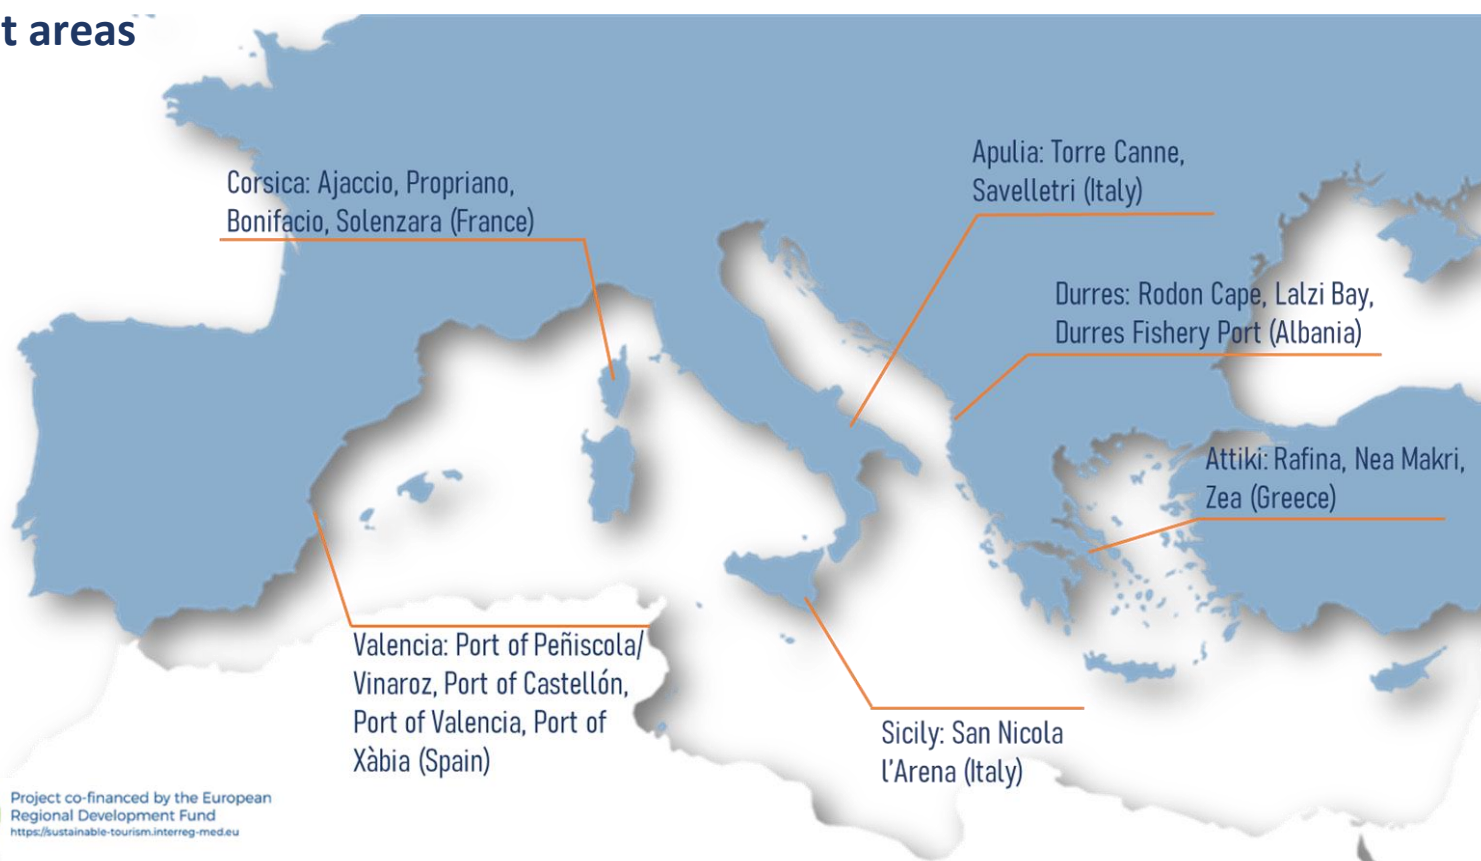 t areas
Corsica: Ajaccio, Propriano,
Bonifacio, Solenzara (France)
Apulia: Torre Canne,
Savelletri (Italy)
Durres: Rodon Cape, Lalzi Bay,
Durres Fishery Port (Albania)
Attiki: Rafina, Nea Makri,
Zea (Greece)
Valencia: Port of Peñiscola/
Vinaroz, Port of Castellón,
Port of Valencia, Port of
Xàbia (Spain)
Sicily: San Nicola
l'Arena (Italy)
Project co-financed by the European
Regional Development Fund
https://sustainable-tourism.interreg-med.eu